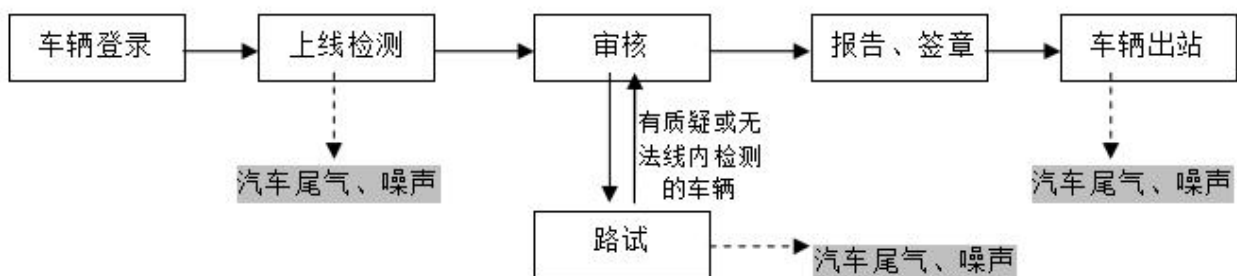 车辆登录
上线检测
审核
报告、签章
车辆出站
有质疑或无
法线内检测
的车辆
汽车尾气、噪声
汽车尾气、噪声
路试
汽车尾气、噪声